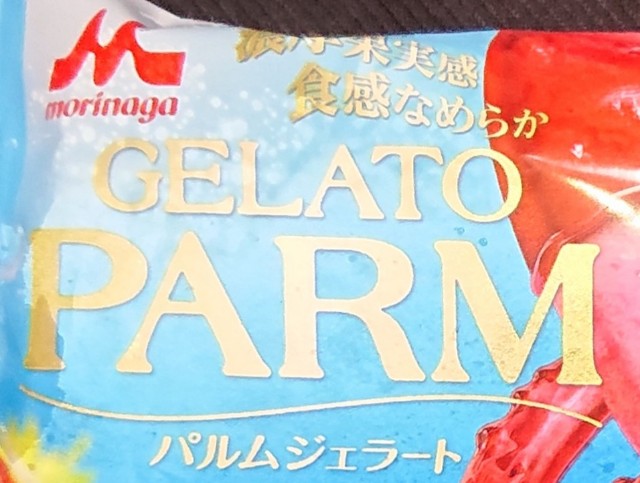 morinaga
濃厚果実感
食感なめらか
GELATO
PARM
パルムジェラート